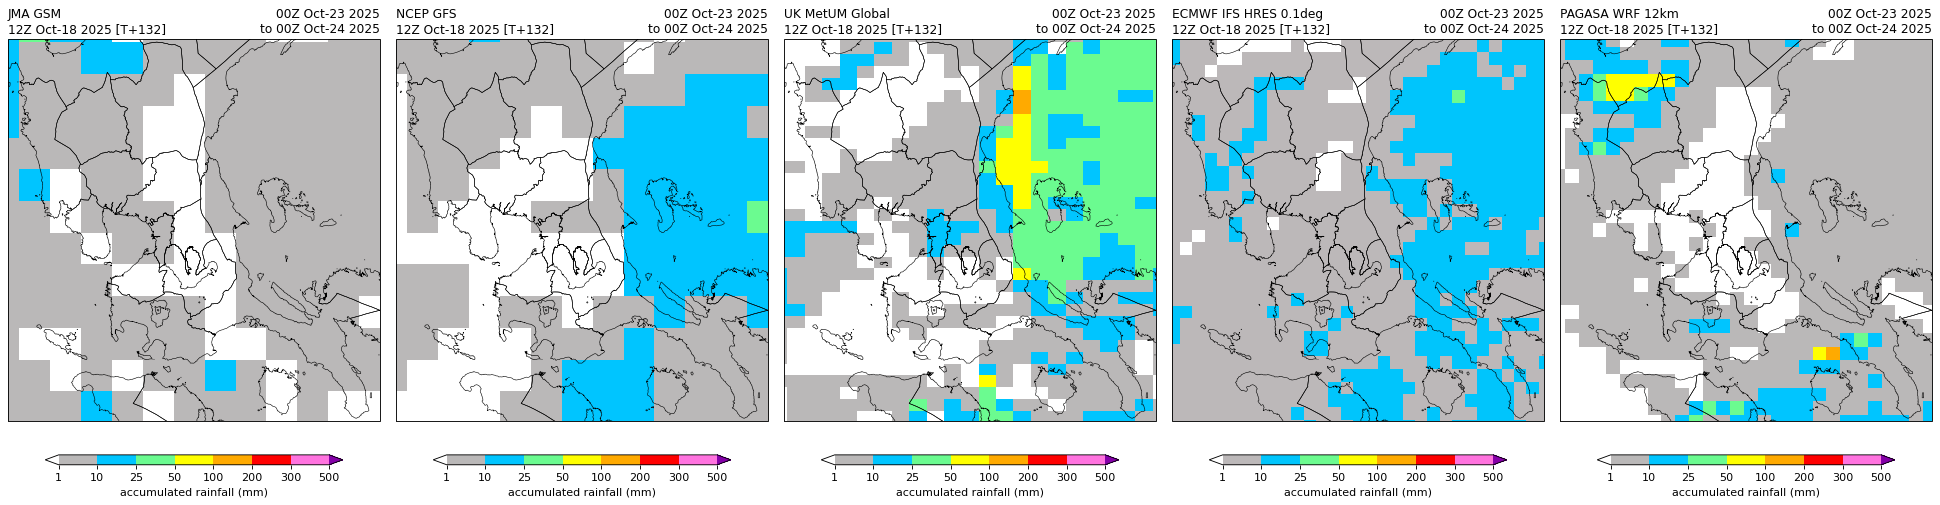 JMA GSM 00Z Oct-23 2025
12Z Oct-18 2025 [T+132] to 00Z Oct-24 2025
1 10 25 50 100 200 300 500
accumulated rainfall (mm)
NCEP GFS 00Z Oct-23 2025
12Z Oct-18 2025 [T+132] to 00Z Oct-24 2025
1 10 25 50 100 200 300 500
accumulated rainfall (mm)
UK MetUM Global 00Z Oct-23 2025
12Z Oct-18 2025 [T+132] to 00Z Oct-24 2025
1 10 25 50 100 200 300 500
accumulated rainfall (mm)
ECMWF IFS HRES 0.1deg 00Z Oct-23 2025
12Z Oct-18 2025 [T+132] to 00Z Oct-24 2025
1 10 25 50 100 200 300 500
accumulated rainfall (mm)
PAGASA WRF 12km 00Z Oct-23 2025
12Z Oct-18 2025 [T+132] to 00Z Oct-24 2025
1 10 25 50 100 200 300 500
accumulated rainfall (mm)